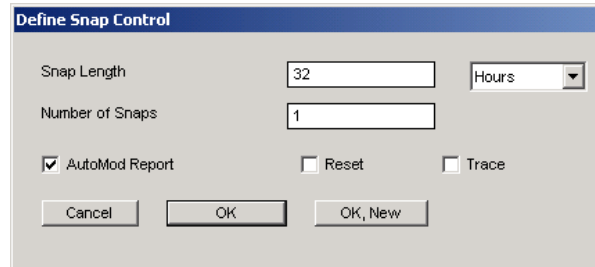 Define Snap Control
Snap Length 32 Hours
Number of Snaps 1
AutoMod Report Reset Trace
Cancel OK OK, New